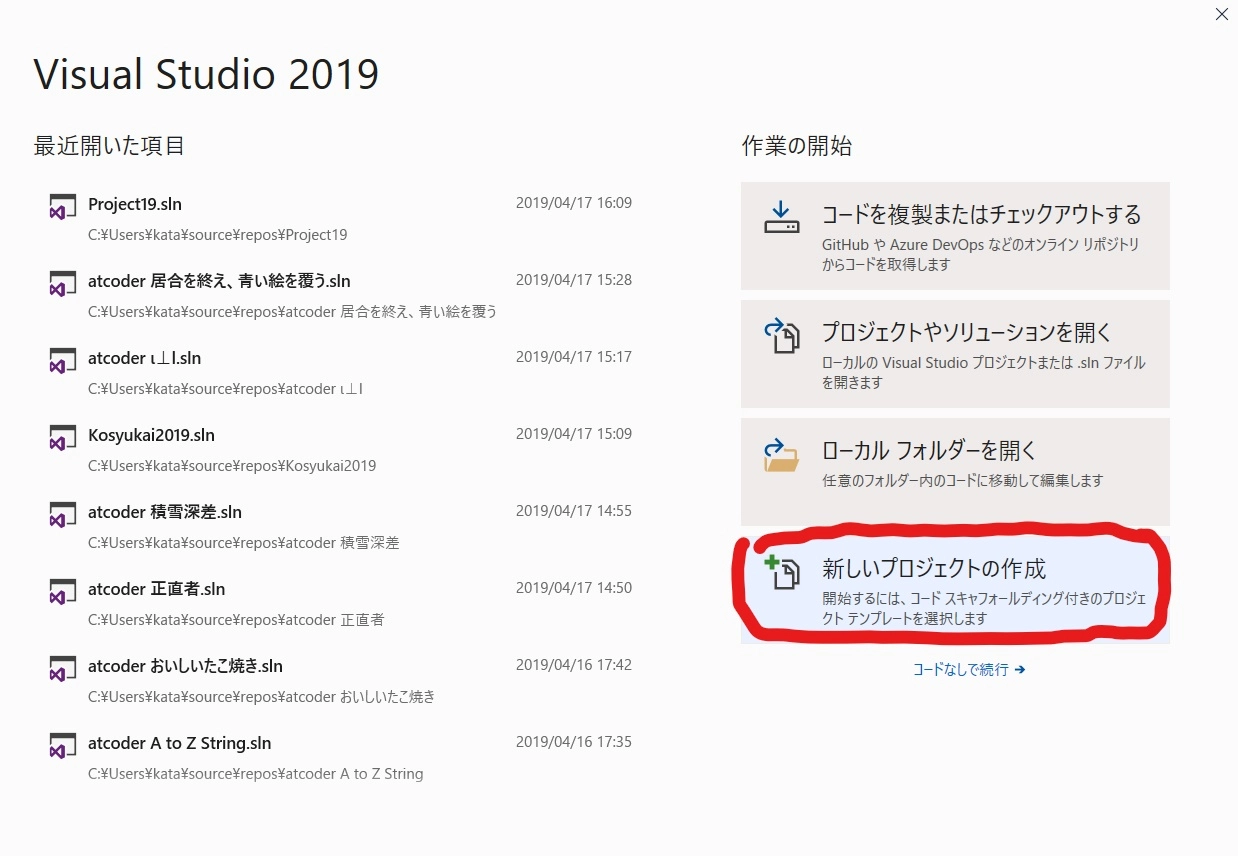 Visual Studio 2019
最近開いた項目
Project19.sln 2019/04/17 16:09
C:¥Users¥kata¥source¥repos¥Project19
atcoder 居合を終え、青い絵を覆う.sln 2019/04/17 15:28
C:¥Users¥kata¥source¥repos¥atcoder 居合を終え、青い絵を覆う
atcoder ι⊥l.sln 2019/04/17 15:17
C:¥Users¥kata¥source¥repos¥atcoder ι⊥l
Kosyukai2019.sln 2019/04/17 15:09
C:¥Users¥kata¥source¥repos¥Kosyukai2019
atcoder 積雪深差.sln 2019/04/17 14:55
C:¥Users¥kata¥source¥repos¥atcoder 積雪深差
atcoder 正直者.sln 2019/04/17 14:50
C:¥Users¥kata¥source¥repos¥atcoder 正直者
atcoder おいしいたこ焼き.sln 2019/04/16 17:42
C:¥Users¥kata¥source¥repos¥atcoder おいしいたこ焼き
atcoder A to Z String.sln 2019/04/16 17:35
C:¥Users¥kata¥source¥repos¥atcoder A to Z String
作業の開始
コードを複製またはチェックアウトする
GitHub や Azure DevOps などのオンライン リポジトリ
からコードを取得します
プロジェクトやソリューションを開く
ローカルの Visual Studio プロジェクトまたは .sln ファイル
を開きます
ローカル フォルダーを開く
任意のフォルダー内のコードに移動して編集します
新しいプロジェクトの作成
開始するには、コード スキャフォールディング付きのプロジェ
クト テンプレートを選択します
コードなしで続行 →